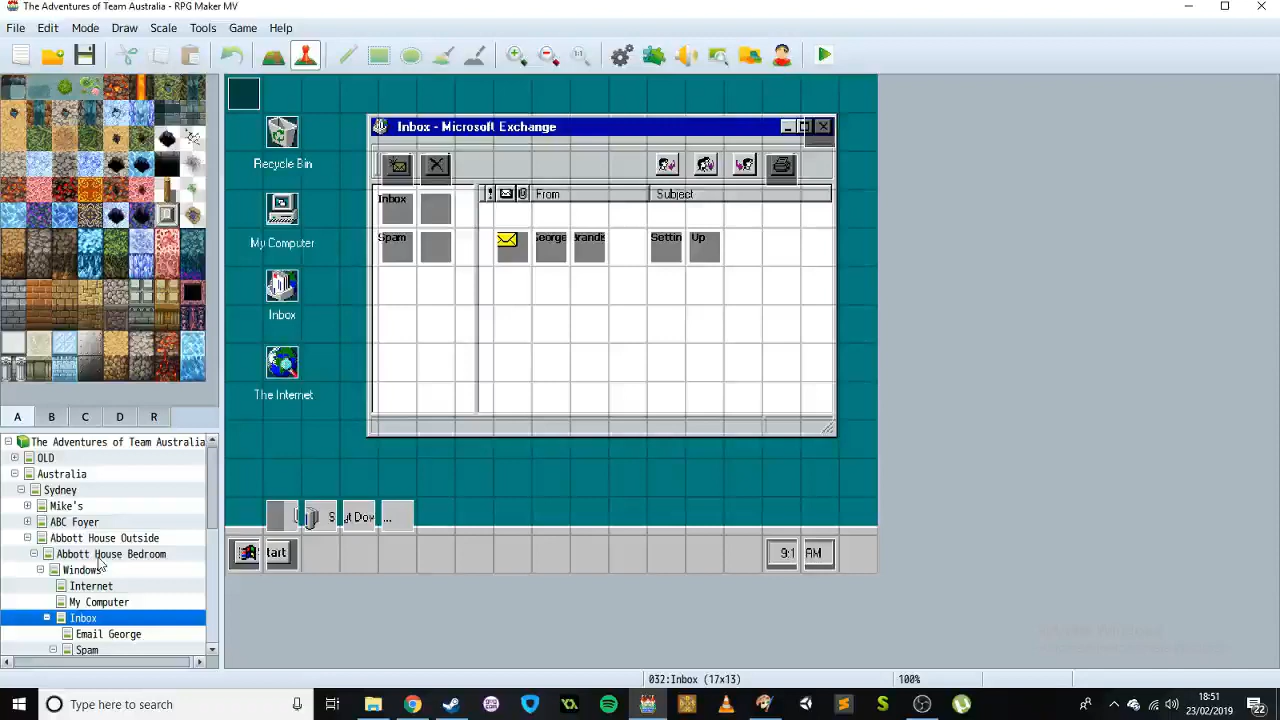 The Adventures of Team Australia - RPG Maker MV
File Edit Mode Draw Scale Tools Game Help
Inbox - Microsoft Exchange
Recycle Bin
From Subject
Inbox
Spam
Settin Up
My Computer
Inbox
The Internet
A B C D R
The Adventures of Team Australia
OLD
Australia
Sydney
Mike's
ABC Foyer
Abbott House Outside
Abbott House Bedroom
Windows
Internet
My Computer
Inbox
Email George
Spam
S
...
tart
9:1 AM
032:Inbox (17x13) 100%
Type here to search
18:51
23/02/2019
22